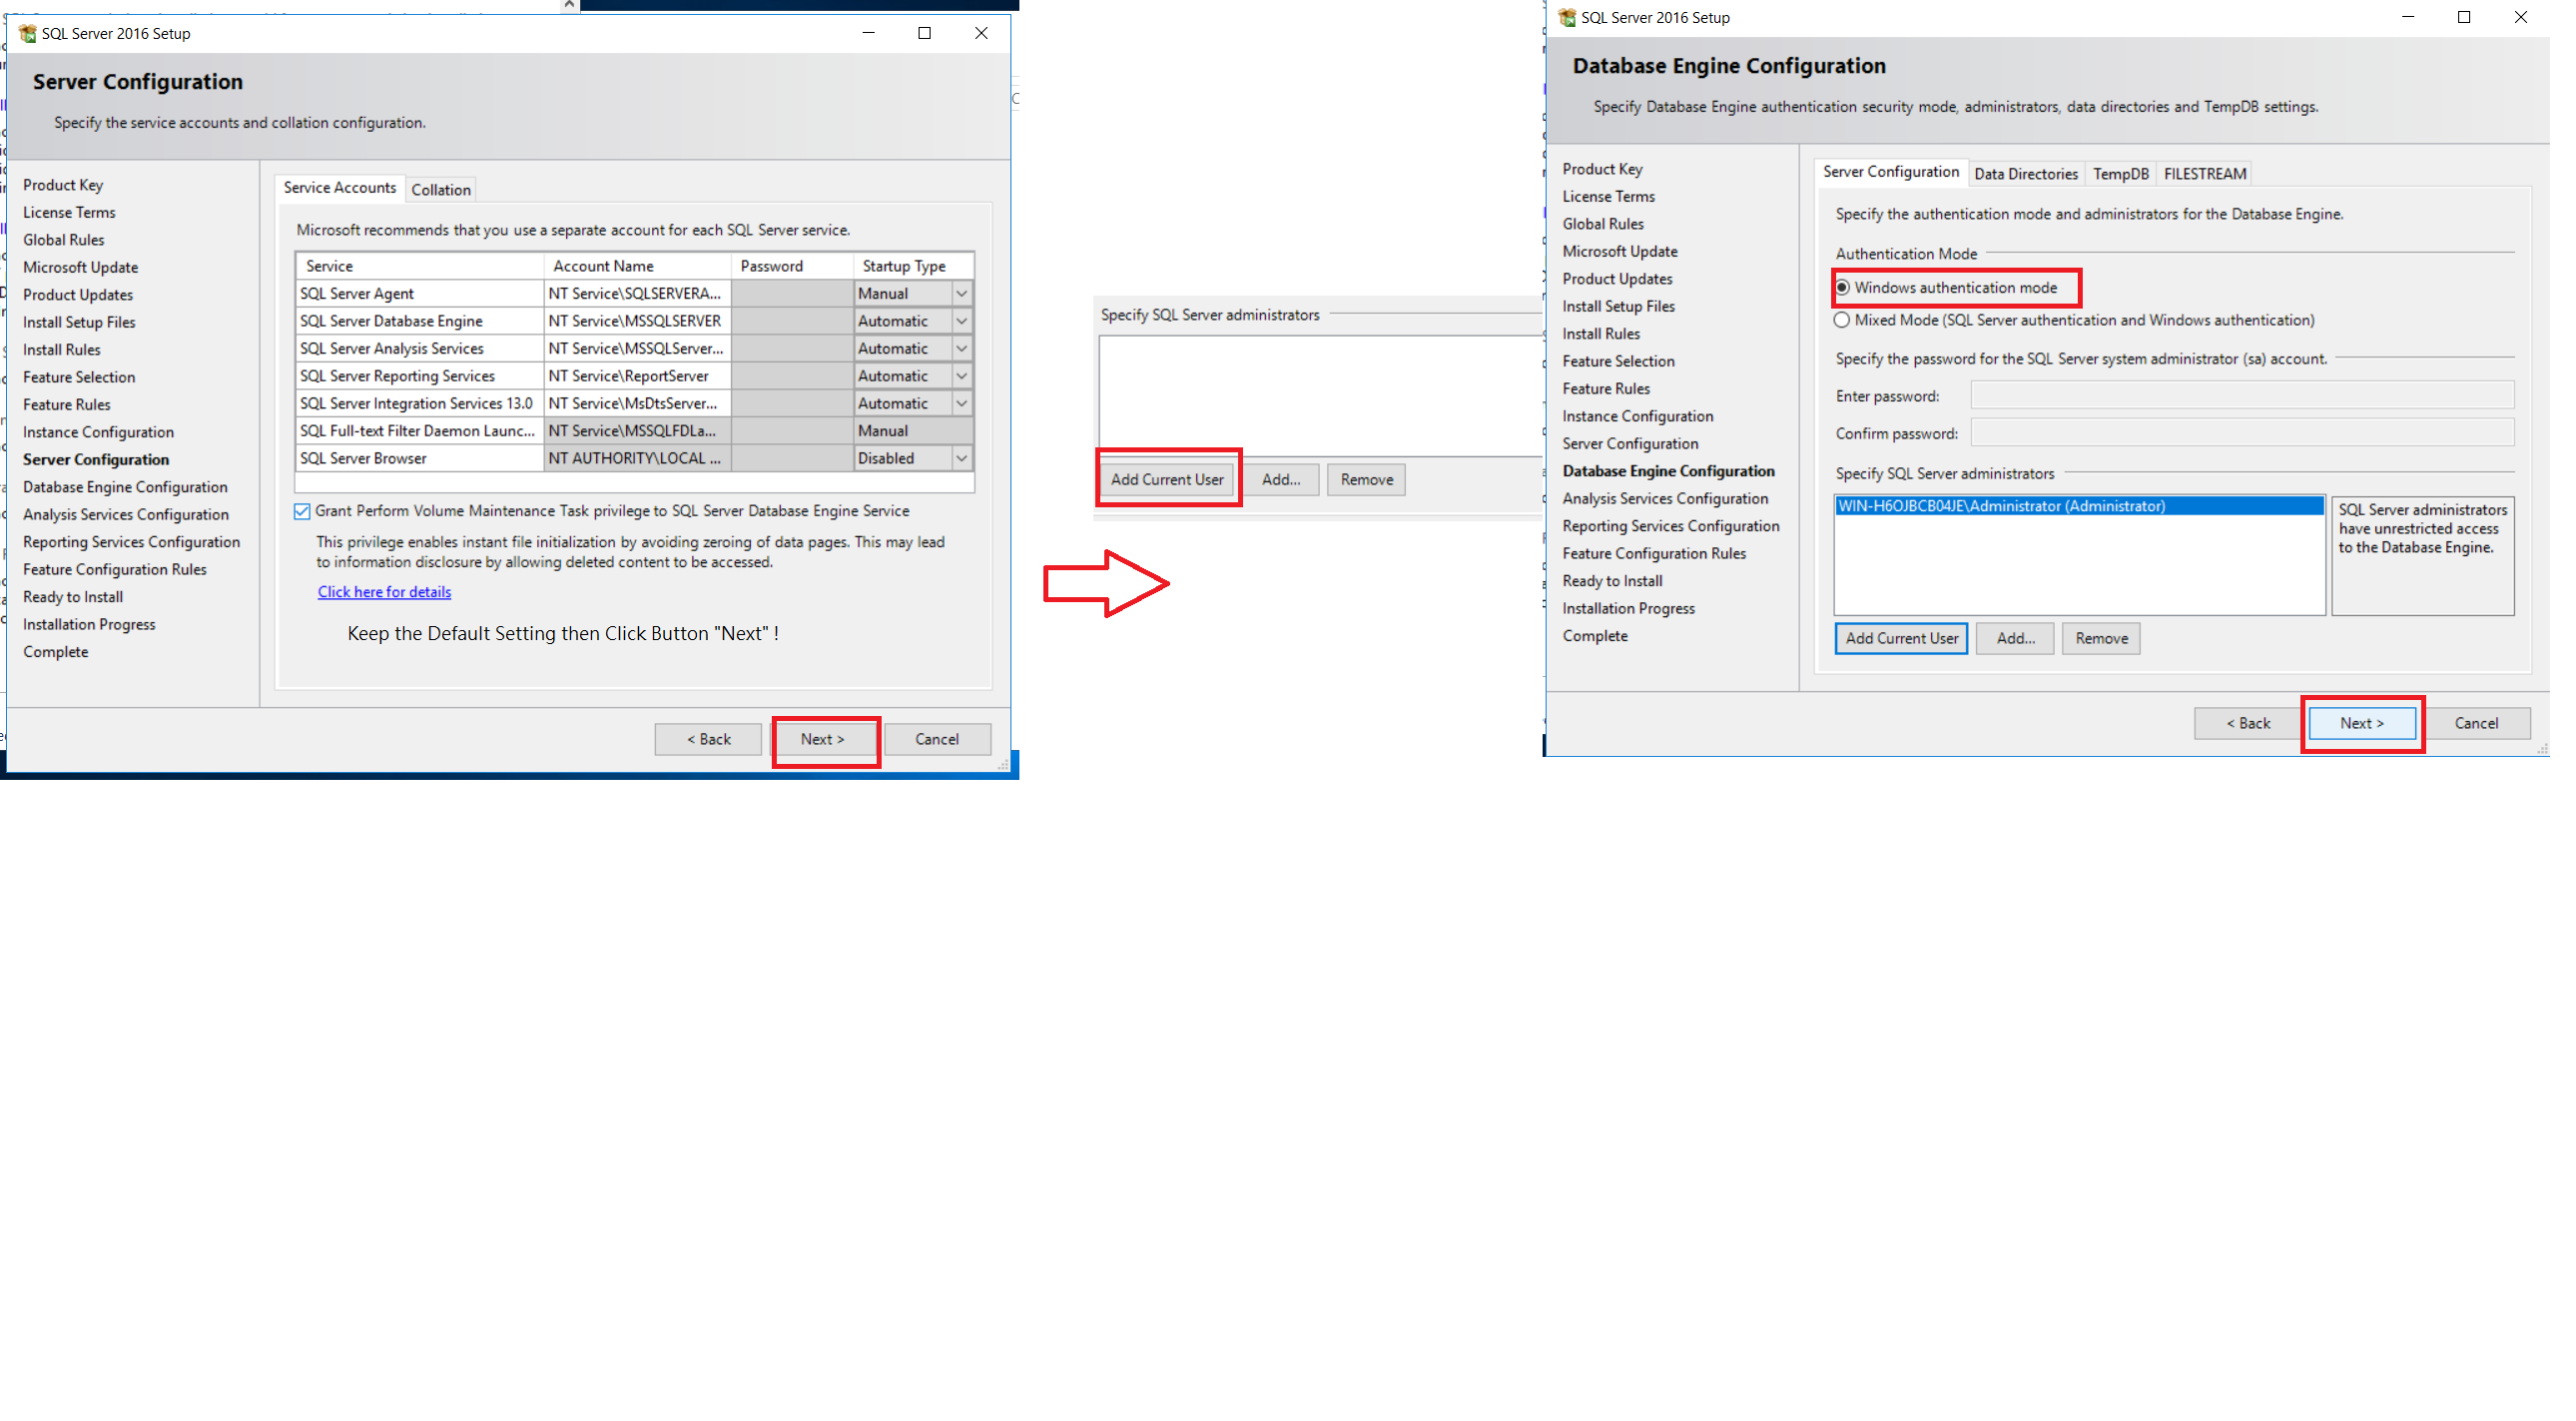 SQL Server 2016 Setup
Server Configuration
Specify the service accounts and collation configuration.
Product Key
License Terms
Global Rules
Microsoft Update
Product Updates
Install Setup Files
Install Rules
Feature Selection
Feature Rules
Instance Configuration
Server Configuration
Database Engine Configuration
Analysis Services Configuration
Reporting Services Configuration
Feature Configuration Rules
Ready to Install
Installation Progress
Complete
Service Accounts Collation
Microsoft recommends that you use a separate account for each SQL Server service.
Service Account Name Password Startup Type
SQL Server Agent NT Service\SQLSERVERA... Manual
SQL Server Database Engine NT Service\MSSQLSERVER Automatic
SQL Server Analysis Services NT Service\MSSQLServer... Automatic
SQL Server Reporting Services NT Service\ReportServer Automatic
SQL Server Integration Services 13.0 NT Service\MsDtsServer... Automatic
SQL Full-text Filter Daemon Launc... NT Service\MSSQLFDLa... Manual
SQL Server Browser NT AUTHORITY\LOCAL ... Disabled
Grant Perform Volume Maintenance Task privilege to SQL Server Database Engine Service
This privilege enables instant file initialization by avoiding zeroing of data pages. This may lead
to information disclosure by allowing deleted content to be accessed.
Click here for details
Keep the Default Setting then Click Button "Next" !
< Back Next > Cancel
Specify SQL Server administrators
Add Current User Add... Remove
SQL Server 2016 Setup
Database Engine Configuration
Specify Database Engine authentication security mode, administrators, data directories and TempDB settings.
Product Key
License Terms
Global Rules
Microsoft Update
Product Updates
Install Setup Files
Install Rules
Feature Selection
Feature Rules
Instance Configuration
Server Configuration
Database Engine Configuration
Analysis Services Configuration
Reporting Services Configuration
Feature Configuration Rules
Ready to Install
Installation Progress
Complete
Server Configuration Data Directories TempDB FILESTREAM
Specify the authentication mode and administrators for the Database Engine.
Authentication Mode
Windows authentication mode
Mixed Mode (SQL Server authentication and Windows authentication)
Specify the password for the SQL Server system administrator (sa) account.
Enter password:
Confirm password:
Specify SQL Server administrators
WIN-H6OJBCB04JE\Administrator (Administrator)
SQL Server administrators
have unrestricted access
to the Database Engine.
Add Current User Add... Remove
< Back Next > Cancel